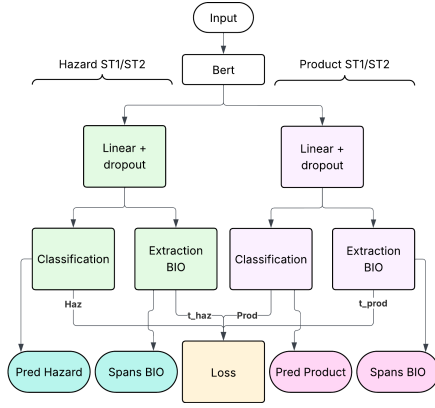 Input
Hazard ST1/ST2
Bert
Product ST1/ST2
Linear +
dropout
Linear +
dropout
Classification
Extraction
BIO
Classification
Extraction
BIO
Haz
t_haz
Prod
t_prod
Pred Hazard
Spans BIO
Loss
Pred Product
Spans BIO